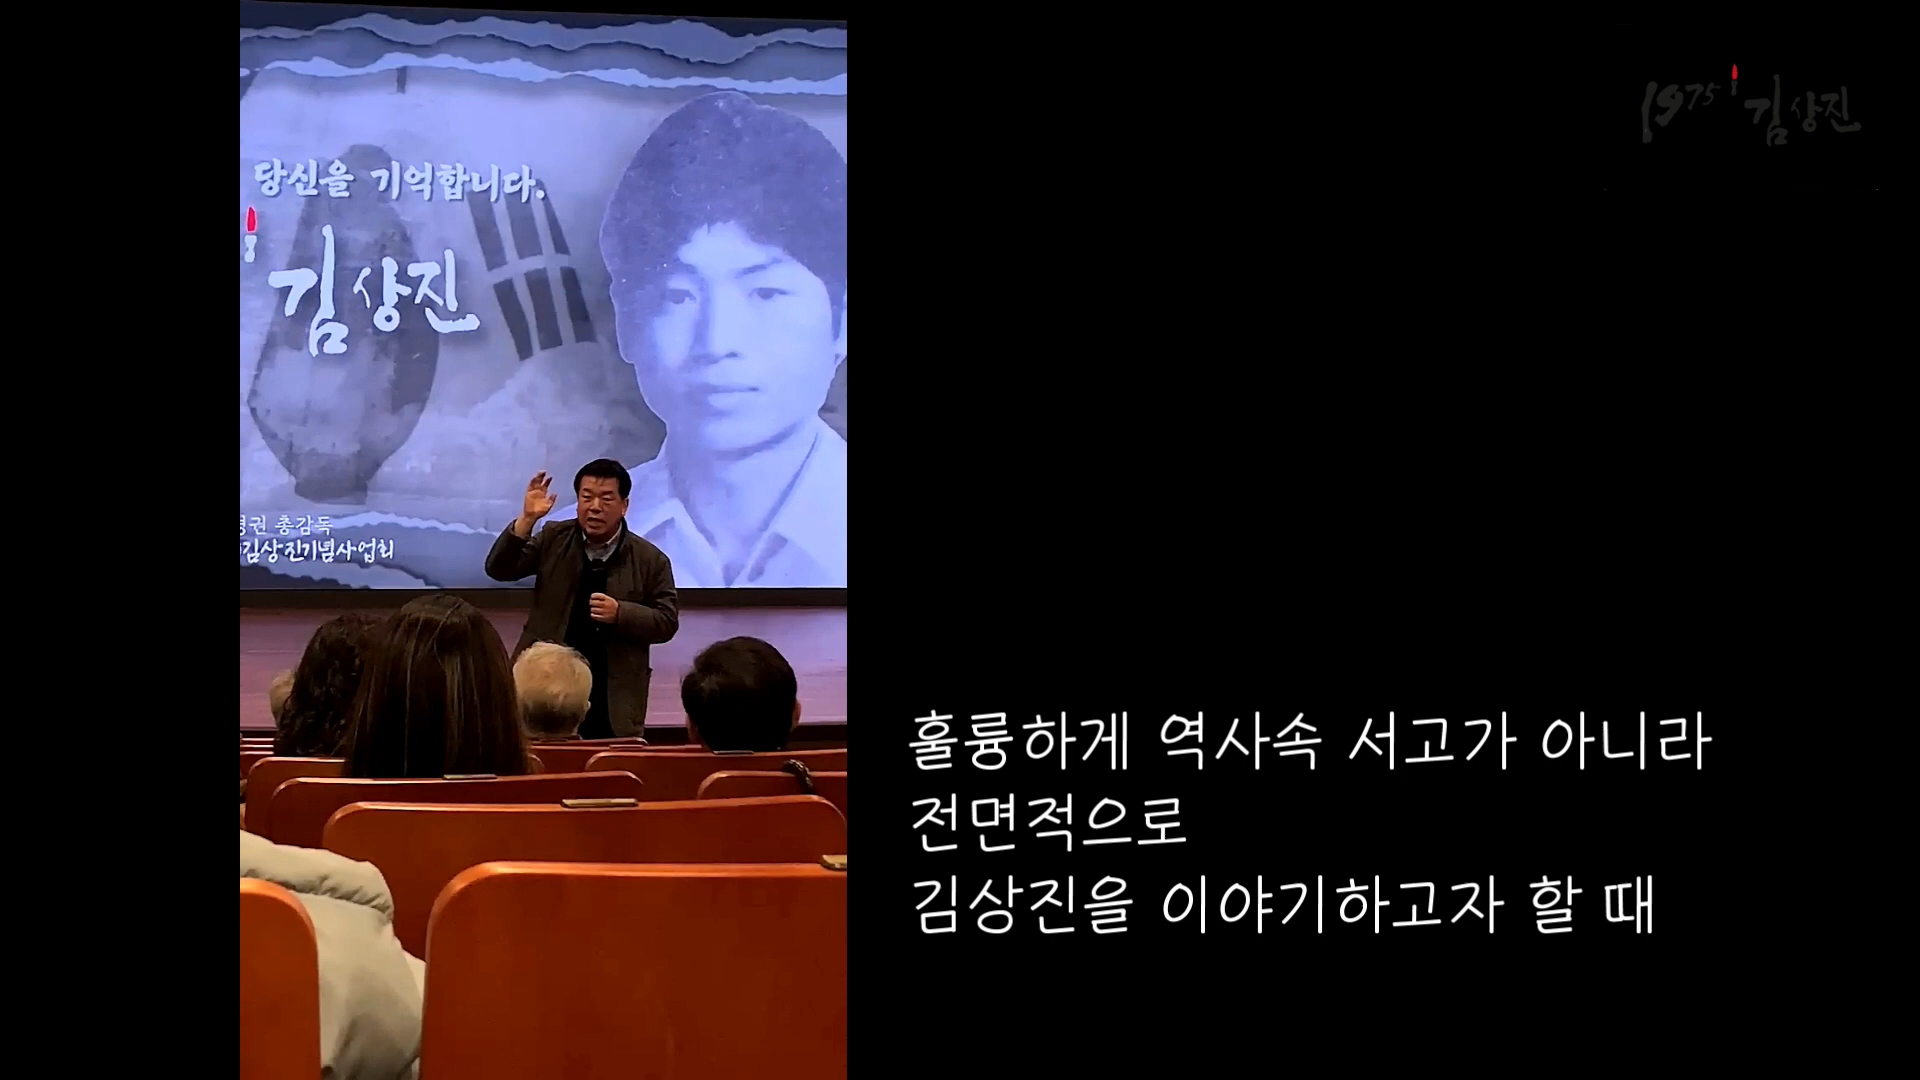 1975 김상진
당신을 기억합니다.
김상진
권 총감독
김상진기념사업회
훌륭하게 역사속 서고가 아니라
전면적으로
김상진을 이야기하고자 할 때